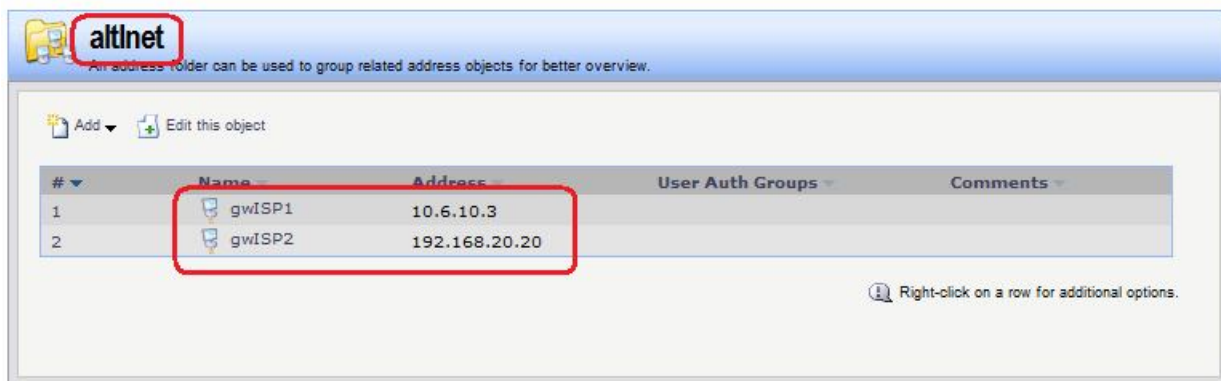 altInet
An address folder can be used to group related address objects for better overview.
Add Edit this object
# Name Address User Auth Groups Comments
1 gwISP1 10.6.10.3
2 gwISP2 192.168.20.20
Right-click on a row for additional options.